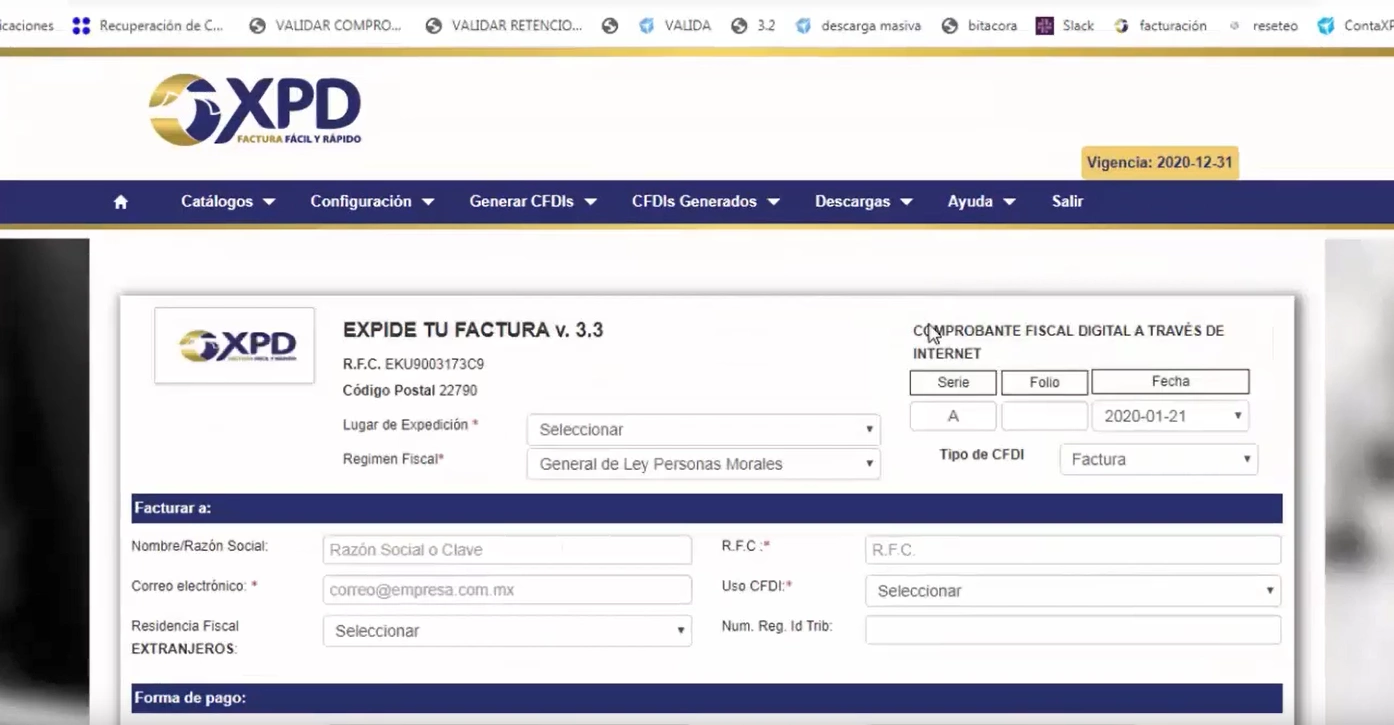 icaciones Recuperación de C... VALIDAR COMPRO... VALIDAR RETENCIO... VALIDA 3.2 descarga masiva bitacora Slack facturación reseteo ContaXP
XPD
FACTURA FÁCIL Y RÁPIDO
Vigencia: 2020-12-31
Catálogos Configuración Generar CFDIs CFDIs Generados Descargas Ayuda Salir
XPD
FACTURA FÁCIL Y RÁPIDO
EXPIDE TU FACTURA v. 3.3
R.F.C. EKU9003173C9
Código Postal 22790
Lugar de Expedición * Seleccionar
Regimen Fiscal* General de Ley Personas Morales
COMPROBANTE FISCAL DIGITAL A TRAVÉS DE
INTERNET
Serie Folio Fecha
A 2020-01-21
Tipo de CFDI Factura
Facturar a:
Nombre/Razón Social: Razón Social o Clave R.F.C :* R.F.C.
Correo electrónico: * correo@empresa.com.mx Uso CFDI:* Seleccionar
Residencia Fiscal Seleccionar Num. Reg. Id Trib:
EXTRANJEROS:
Forma de pago: